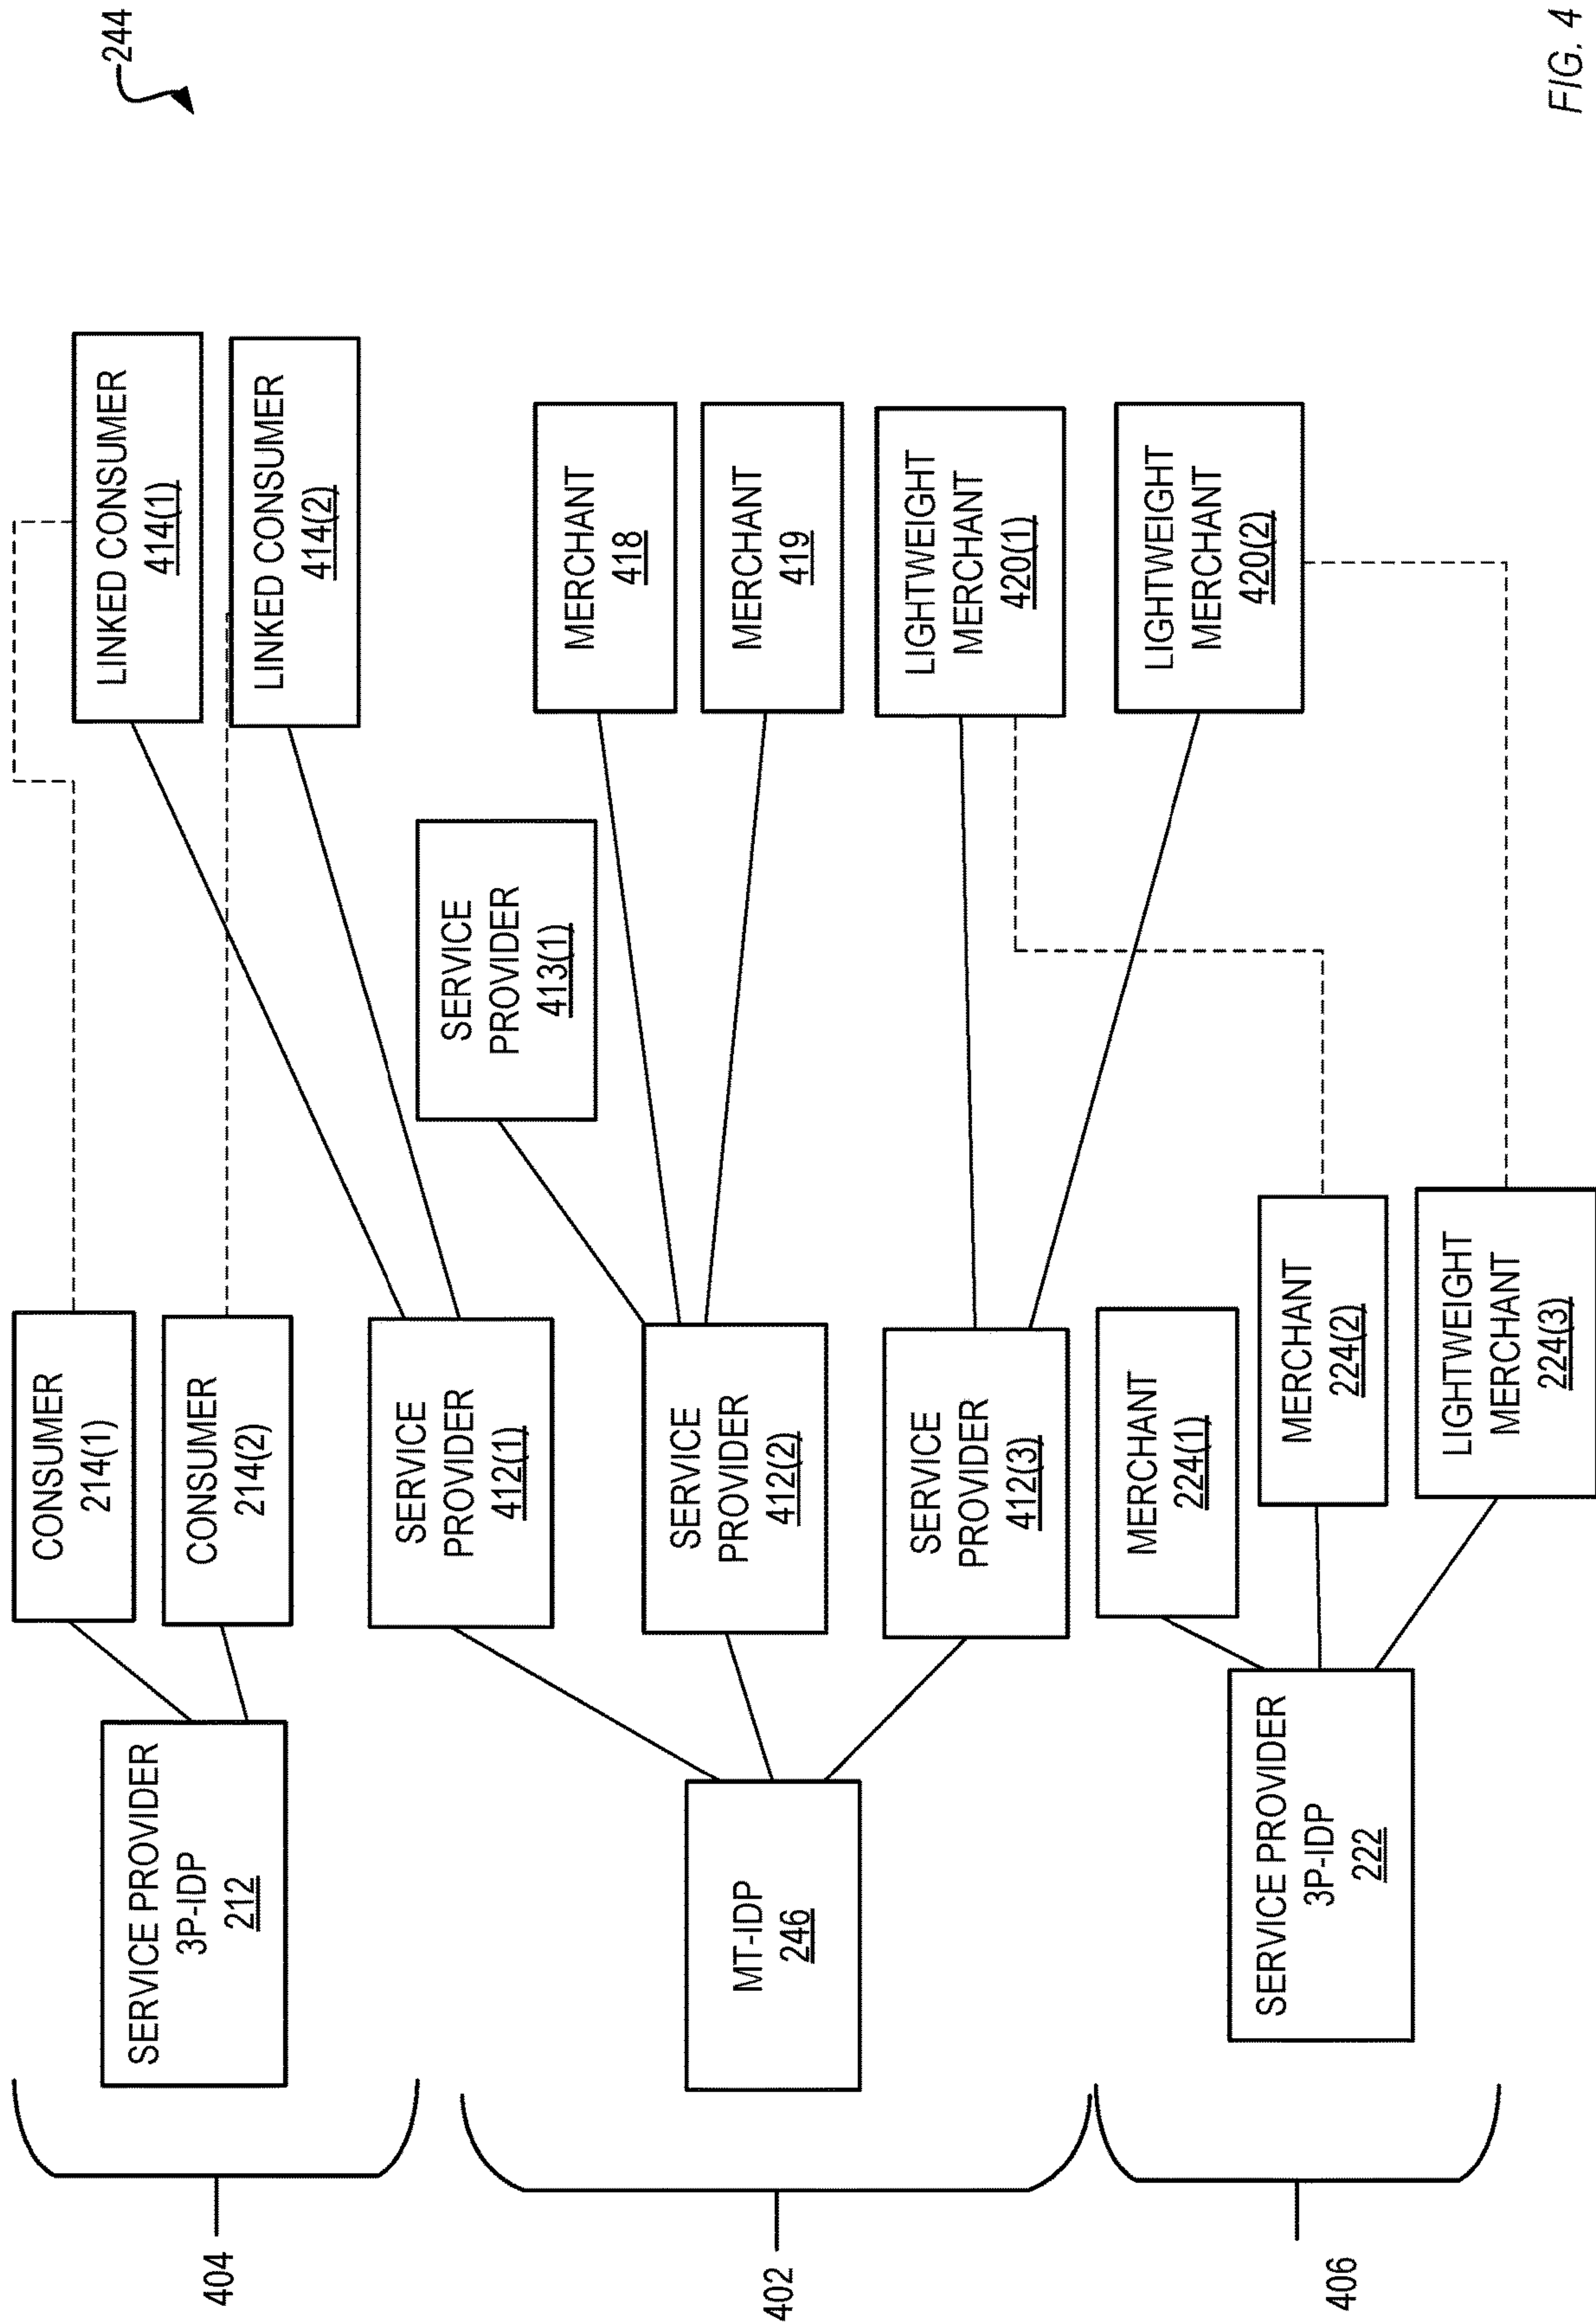 244
404
SERVICE PROVIDER
3P-IDP
212
CONSUMER
214(1)
CONSUMER
214(2)
LINKED CONSUMER
414(1)
LINKED CONSUMER
414(2)
402
MT-IDP
246
SERVICE
PROVIDER
412(1)
SERVICE
PROVIDER
412(2)
SERVICE
PROVIDER
412(3)
SERVICE
PROVIDER
413(1)
MERCHANT
418
MERCHANT
419
LIGHTWEIGHT
MERCHANT
420(1)
LIGHTWEIGHT
MERCHANT
420(2)
406
SERVICE PROVIDER
3P-IDP
222
MERCHANT
224(1)
MERCHANT
224(2)
LIGHTWEIGHT
MERCHANT
224(3)
FIG. 4